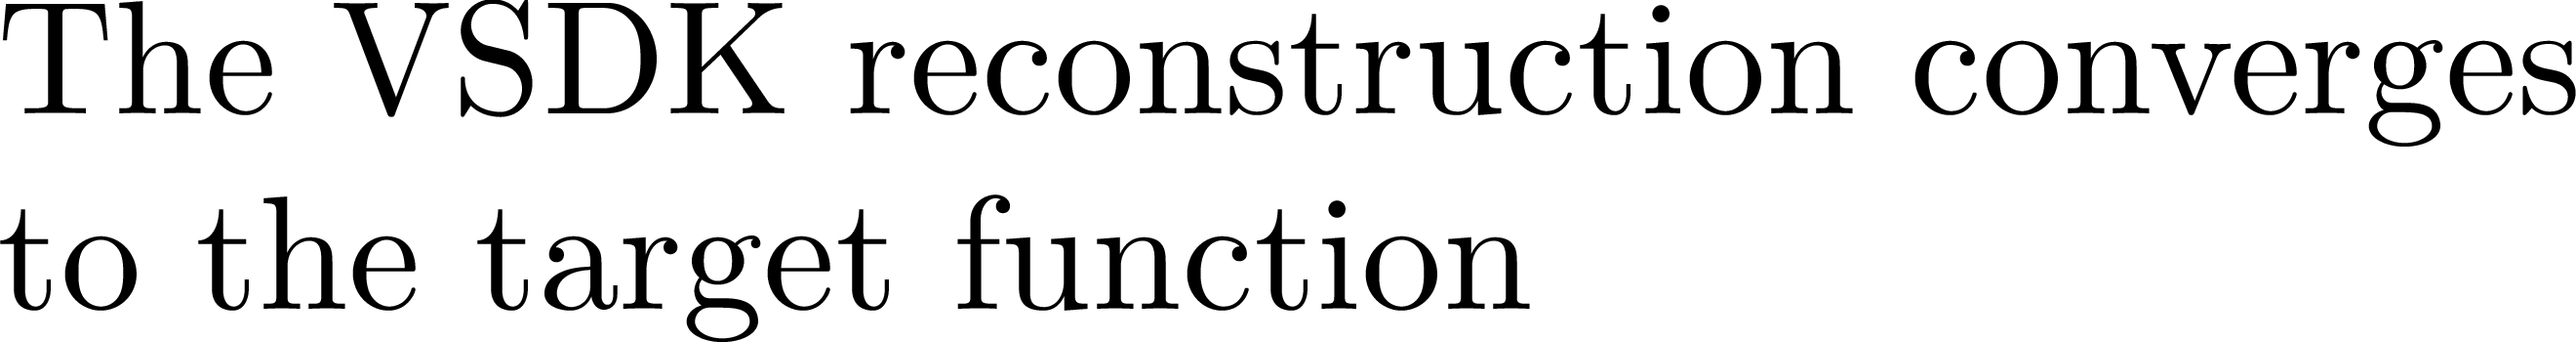 The VSDK reconstruction converges
to the target function